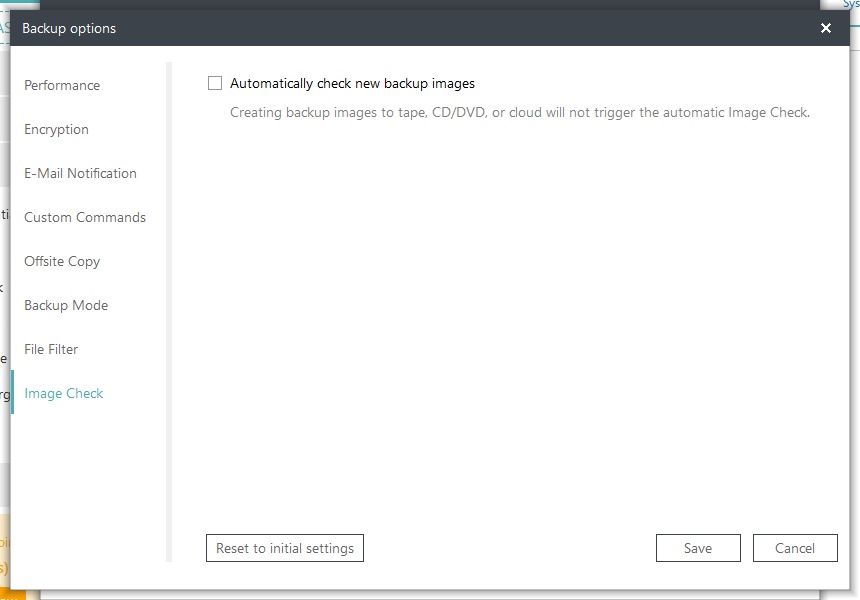 Sys
Backup options
Performance
Encryption
E-Mail Notification
Custom Commands
Offsite Copy
Backup Mode
File Filter
Image Check
Automatically check new backup images
Creating backup images to tape, CD/DVD, or cloud will not trigger the automatic Image Check.
Reset to initial settings
Save
Cancel